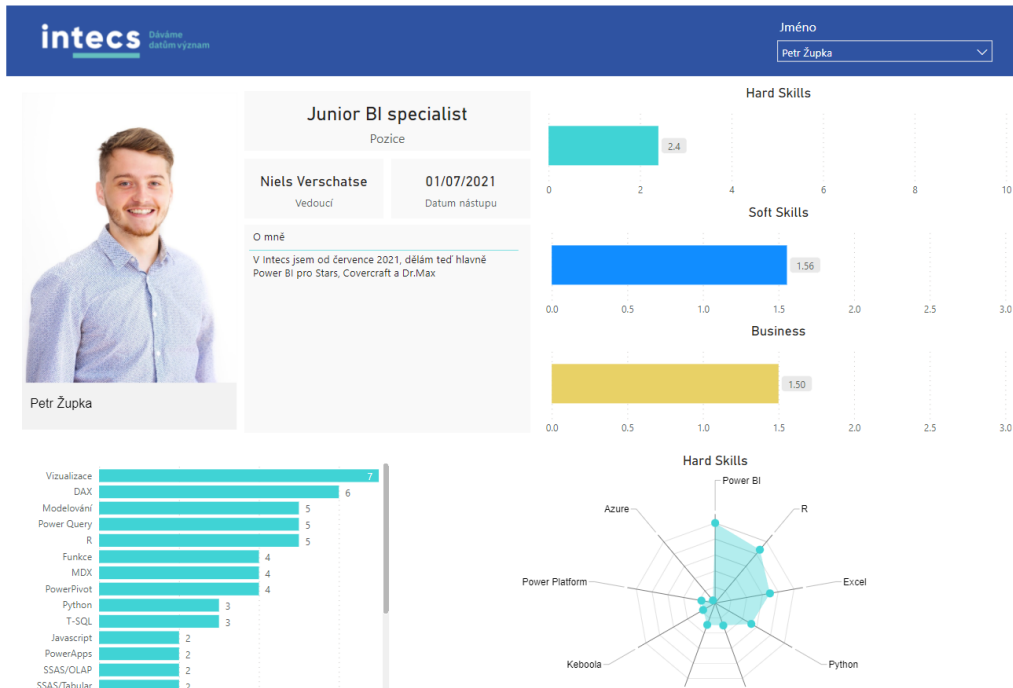 intecs
Dáváme
datům význam
Jméno
Petr Župka
Junior BI specialist
Pozice
Niels Verschatse
Vedoucí
01/07/2021
Datum nástupu
O mně
V Intecs jsem od července 2021, dělám teď hlavně
Power BI pro Stars, Covercraft a Dr.Max
Petr Župka
Hard Skills
2.4
0 2 4 6 8 10
Soft Skills
1.56
0.0 0.5 1.0 1.5 2.0 2.5 3.0
Business
1.50
0.0 0.5 1.0 1.5 2.0 2.5 3.0
Vizualizace 7
DAX 6
Modelování 5
Power Query 5
R 5
Funkce 4
MDX 4
PowerPivot 4
Python 3
T-SQL 3
Javascript 2
PowerApps 2
SSAS/OLAP 2
SSAS/Tabular 2
Hard Skills
Power BI
Azure
R
Power Platform
Excel
Keboola
Python